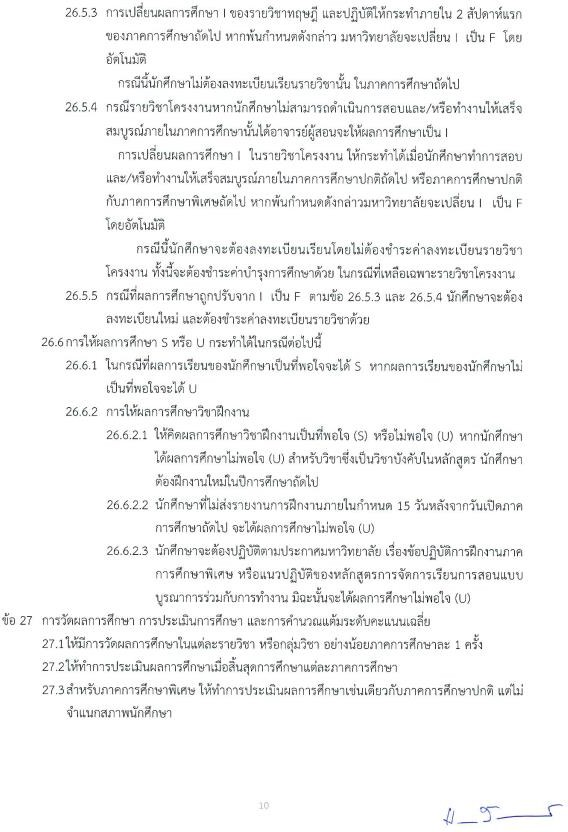 26.5.3 การเปลี่ยนผลการศึกษา I ของรายวิชาทฤษฎี และปฏิบัติให้กระทำภายใน 2 สัปดาห์แรก
ของภาคการศึกษาถัดไป หากพ้นกำหนดดังกล่าว มหาวิทยาลัยจะเปลี่ยน I เป็น F โดย
อัตโนมัติ
กรณีนี้นักศึกษาไม่ต้องลงทะเบียนเรียนรายวิชานั้น ในภาคการศึกษาถัดไป
26.5.4 กรณีรายวิชาโครงงานหากนักศึกษาไม่สามารถดำเนินการสอบและ/หรือทำงานให้เสร็จ
สมบูรณ์ภายในภาคการศึกษานั้นได้อาจารย์ผู้สอนจะให้ผลการศึกษาเป็น I
การเปลี่ยนผลการศึกษา I ในรายวิชาโครงงาน ให้กระทำได้เมื่อนักศึกษาทำการสอบ
และ/หรือทำงานให้เสร็จสมบูรณ์ภายในภาคการศึกษาปกติถัดไป หรือภาคการศึกษาปกติ
กับภาคการศึกษาพิเศษถัดไป หากพ้นกำหนดดังกล่าวมหาวิทยาลัยจะเปลี่ยน I เป็น F
โดยอัตโนมัติ
กรณีนี้นักศึกษาจะต้องลงทะเบียนเรียนโดยไม่ต้องชำระค่าลงทะเบียนรายวิชา
โครงงาน ทั้งนี้จะต้องชำระค่าบำรุงการศึกษาด้วย ในกรณีที่เหลือเฉพาะรายวิชาโครงงาน
26.5.5 กรณีที่ผลการศึกษาถูกปรับจาก I เป็น F ตามข้อ 26.5.3 และ 26.5.4 นักศึกษาจะต้อง
ลงทะเบียนใหม่ และต้องชำระค่าลงทะเบียนรายวิชาด้วย
26.6 การให้ผลการศึกษา S หรือ U กระทำได้ในกรณีต่อไปนี้
26.6.1 ในกรณีที่ผลการเรียนของนักศึกษาเป็นที่พอใจจะได้ S หากผลการเรียนของนักศึกษาไม่
เป็นที่พอใจจะได้ U
26.6.2 การให้ผลการศึกษาวิชาฝึกงาน
26.6.2.1 ให้คิดผลการศึกษาวิชาฝึกงานเป็นที่พอใจ (S) หรือไม่พอใจ (U) หากนักศึกษา
ได้ผลการศึกษาไม่พอใจ (U) สำหรับวิชาซึ่งเป็นวิชาบังคับในหลักสูตร นักศึกษา
ต้องฝึกงานใหม่ในปีการศึกษาถัดไป
26.6.2.2 นักศึกษาที่ไม่ส่งรายงานการฝึกงานภายในกำหนด 15 วันหลังจากวันเปิดภาค
การศึกษาถัดไป จะได้ผลการศึกษาไม่พอใจ (U)
26.6.2.3 นักศึกษาจะต้องปฏิบัติตามประกาศมหาวิทยาลัย เรื่องข้อปฏิบัติการฝึกงานภาค
การศึกษาพิเศษ หรือแนวปฏิบัติของหลักสูตรการจัดการเรียนการสอนแบบ
บูรณาการร่วมกับการทำงาน มิฉะนั้นจะได้ผลการศึกษาไม่พอใจ (U)
ข้อ 27 การวัดผลการศึกษา การประเมินการศึกษา และการคำนวณแต้มระดับคะแนนเฉลี่ย
27.1 ให้มีการวัดผลการศึกษาในแต่ละรายวิชา หรือกลุ่มวิชา อย่างน้อยภาคการศึกษาละ 1 ครั้ง
27.2 ให้ทำการประเมินผลการศึกษาเมื่อสิ้นสุดการศึกษาแต่ละภาคการศึกษา
27.3 สำหรับภาคการศึกษาพิเศษ ให้ทำการประเมินผลการศึกษาเช่นเดียวกับภาคการศึกษาปกติ แต่ไม่
จำแนกสภาพนักศึกษา
10